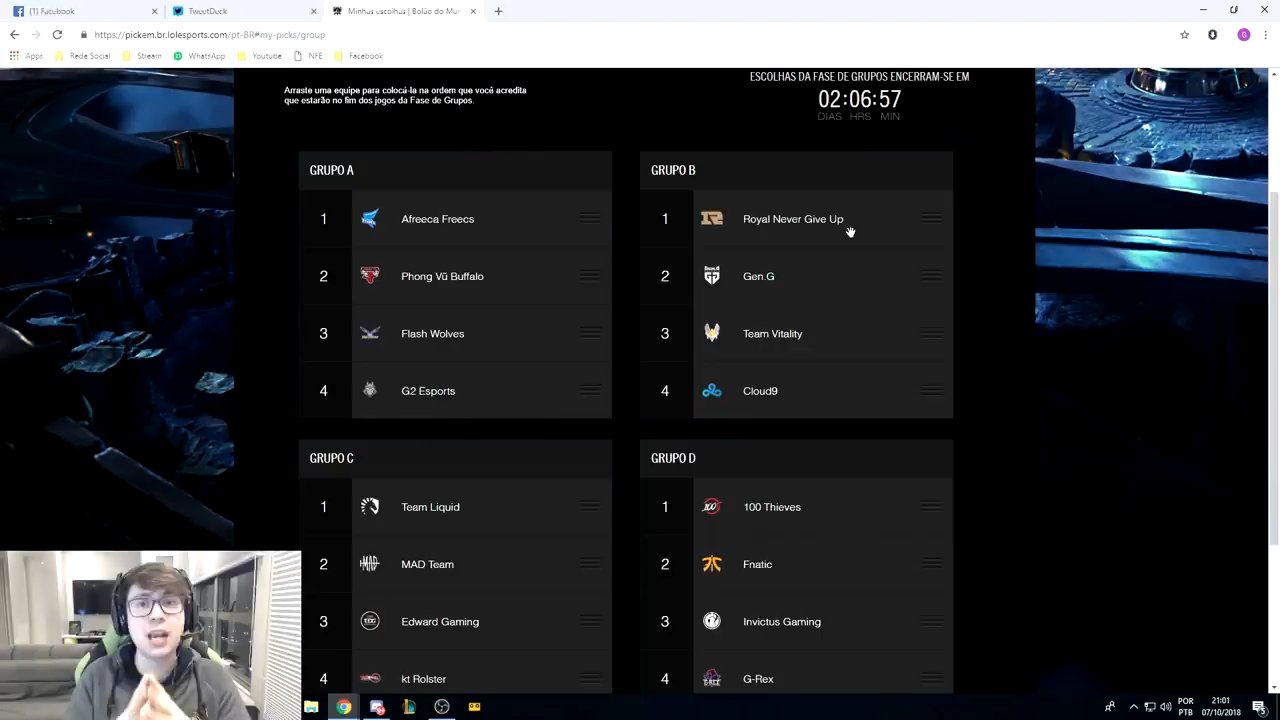 (1) Facebook
TweetDeck
Minhas escolhas | Bolão do Mun
https://pickem.br.lolesports.com/pt-BR#my-picks/group
G
Apps
Rede Social
Stream
WhatsApp
Youtube
NFE
Facebook
Arraste uma equipe para colocá-la na ordem que você acredita
que estarão no fim dos jogos da Fase de Grupos.
ESCOLHAS DA FASE DE GRUPOS ENCERRAM-SE EM
02:06:57
DIAS HRS MIN
GRUPO A
1 Afreeca Freecs
2 Phong Vũ Buffalo
3 Flash Wolves
4 G2 Esports
GRUPO B
1 Royal Never Give Up
2 Gen.G
3 Team Vitality
4 Cloud9
GRUPO C
1 Team Liquid
2 MAD Team
3 Edward Gaming
4 kt Rolster
GRUPO D
1 100 Thieves
2 Fnatic
3 Invictus Gaming
4 G-Rex
POR
PTB
21:01
07/10/2018